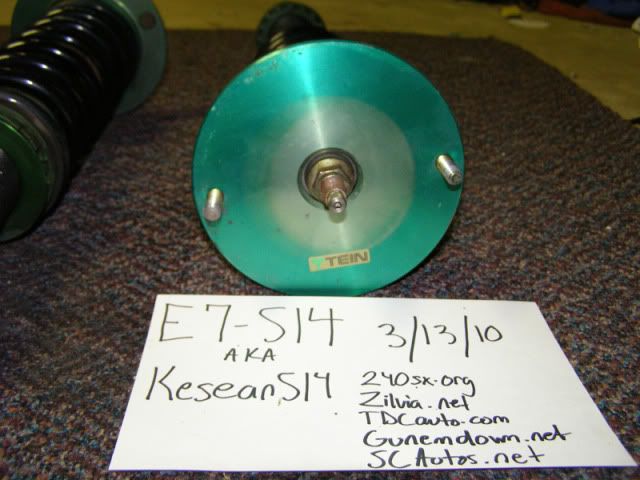 TEIN
E7-S14
AKA
KeseanS14
3/13/10
240sx.org
Zilvia.net
TDCauto.com
Gunemdown.net
SCAutos.net